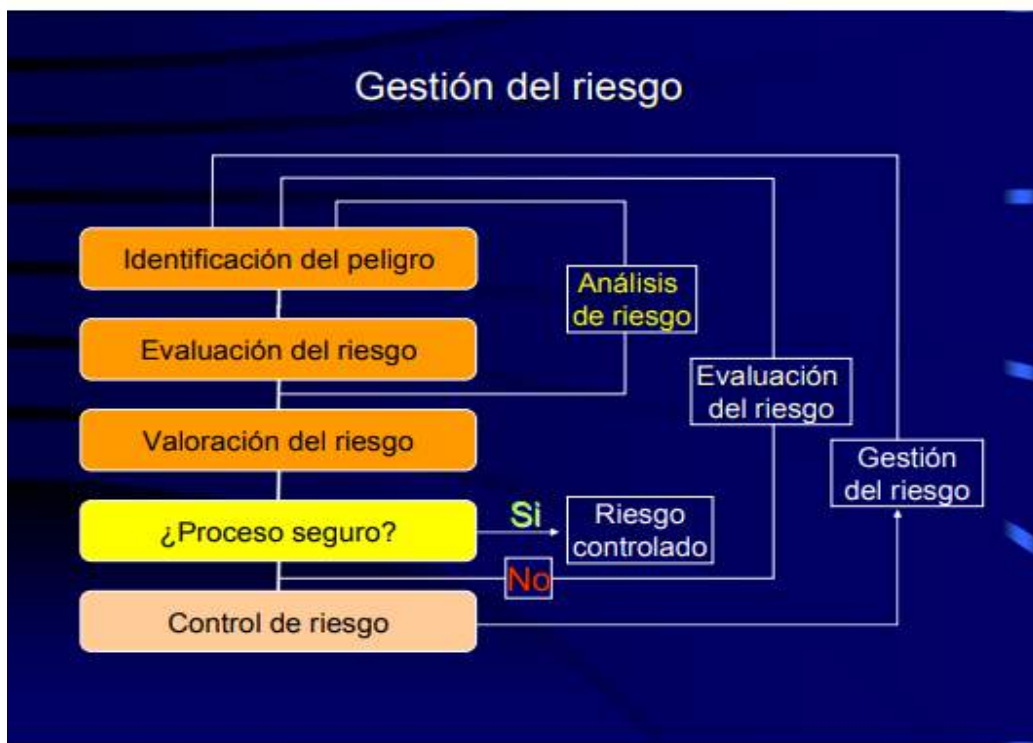 Gestión del riesgo
Identificación del peligro
Evaluación del riesgo
Valoración del riesgo
¿Proceso seguro?
Control de riesgo
Análisis
de riesgo
Evaluación
del riesgo
Gestión
del riesgo
Si
Riesgo
controlado
No